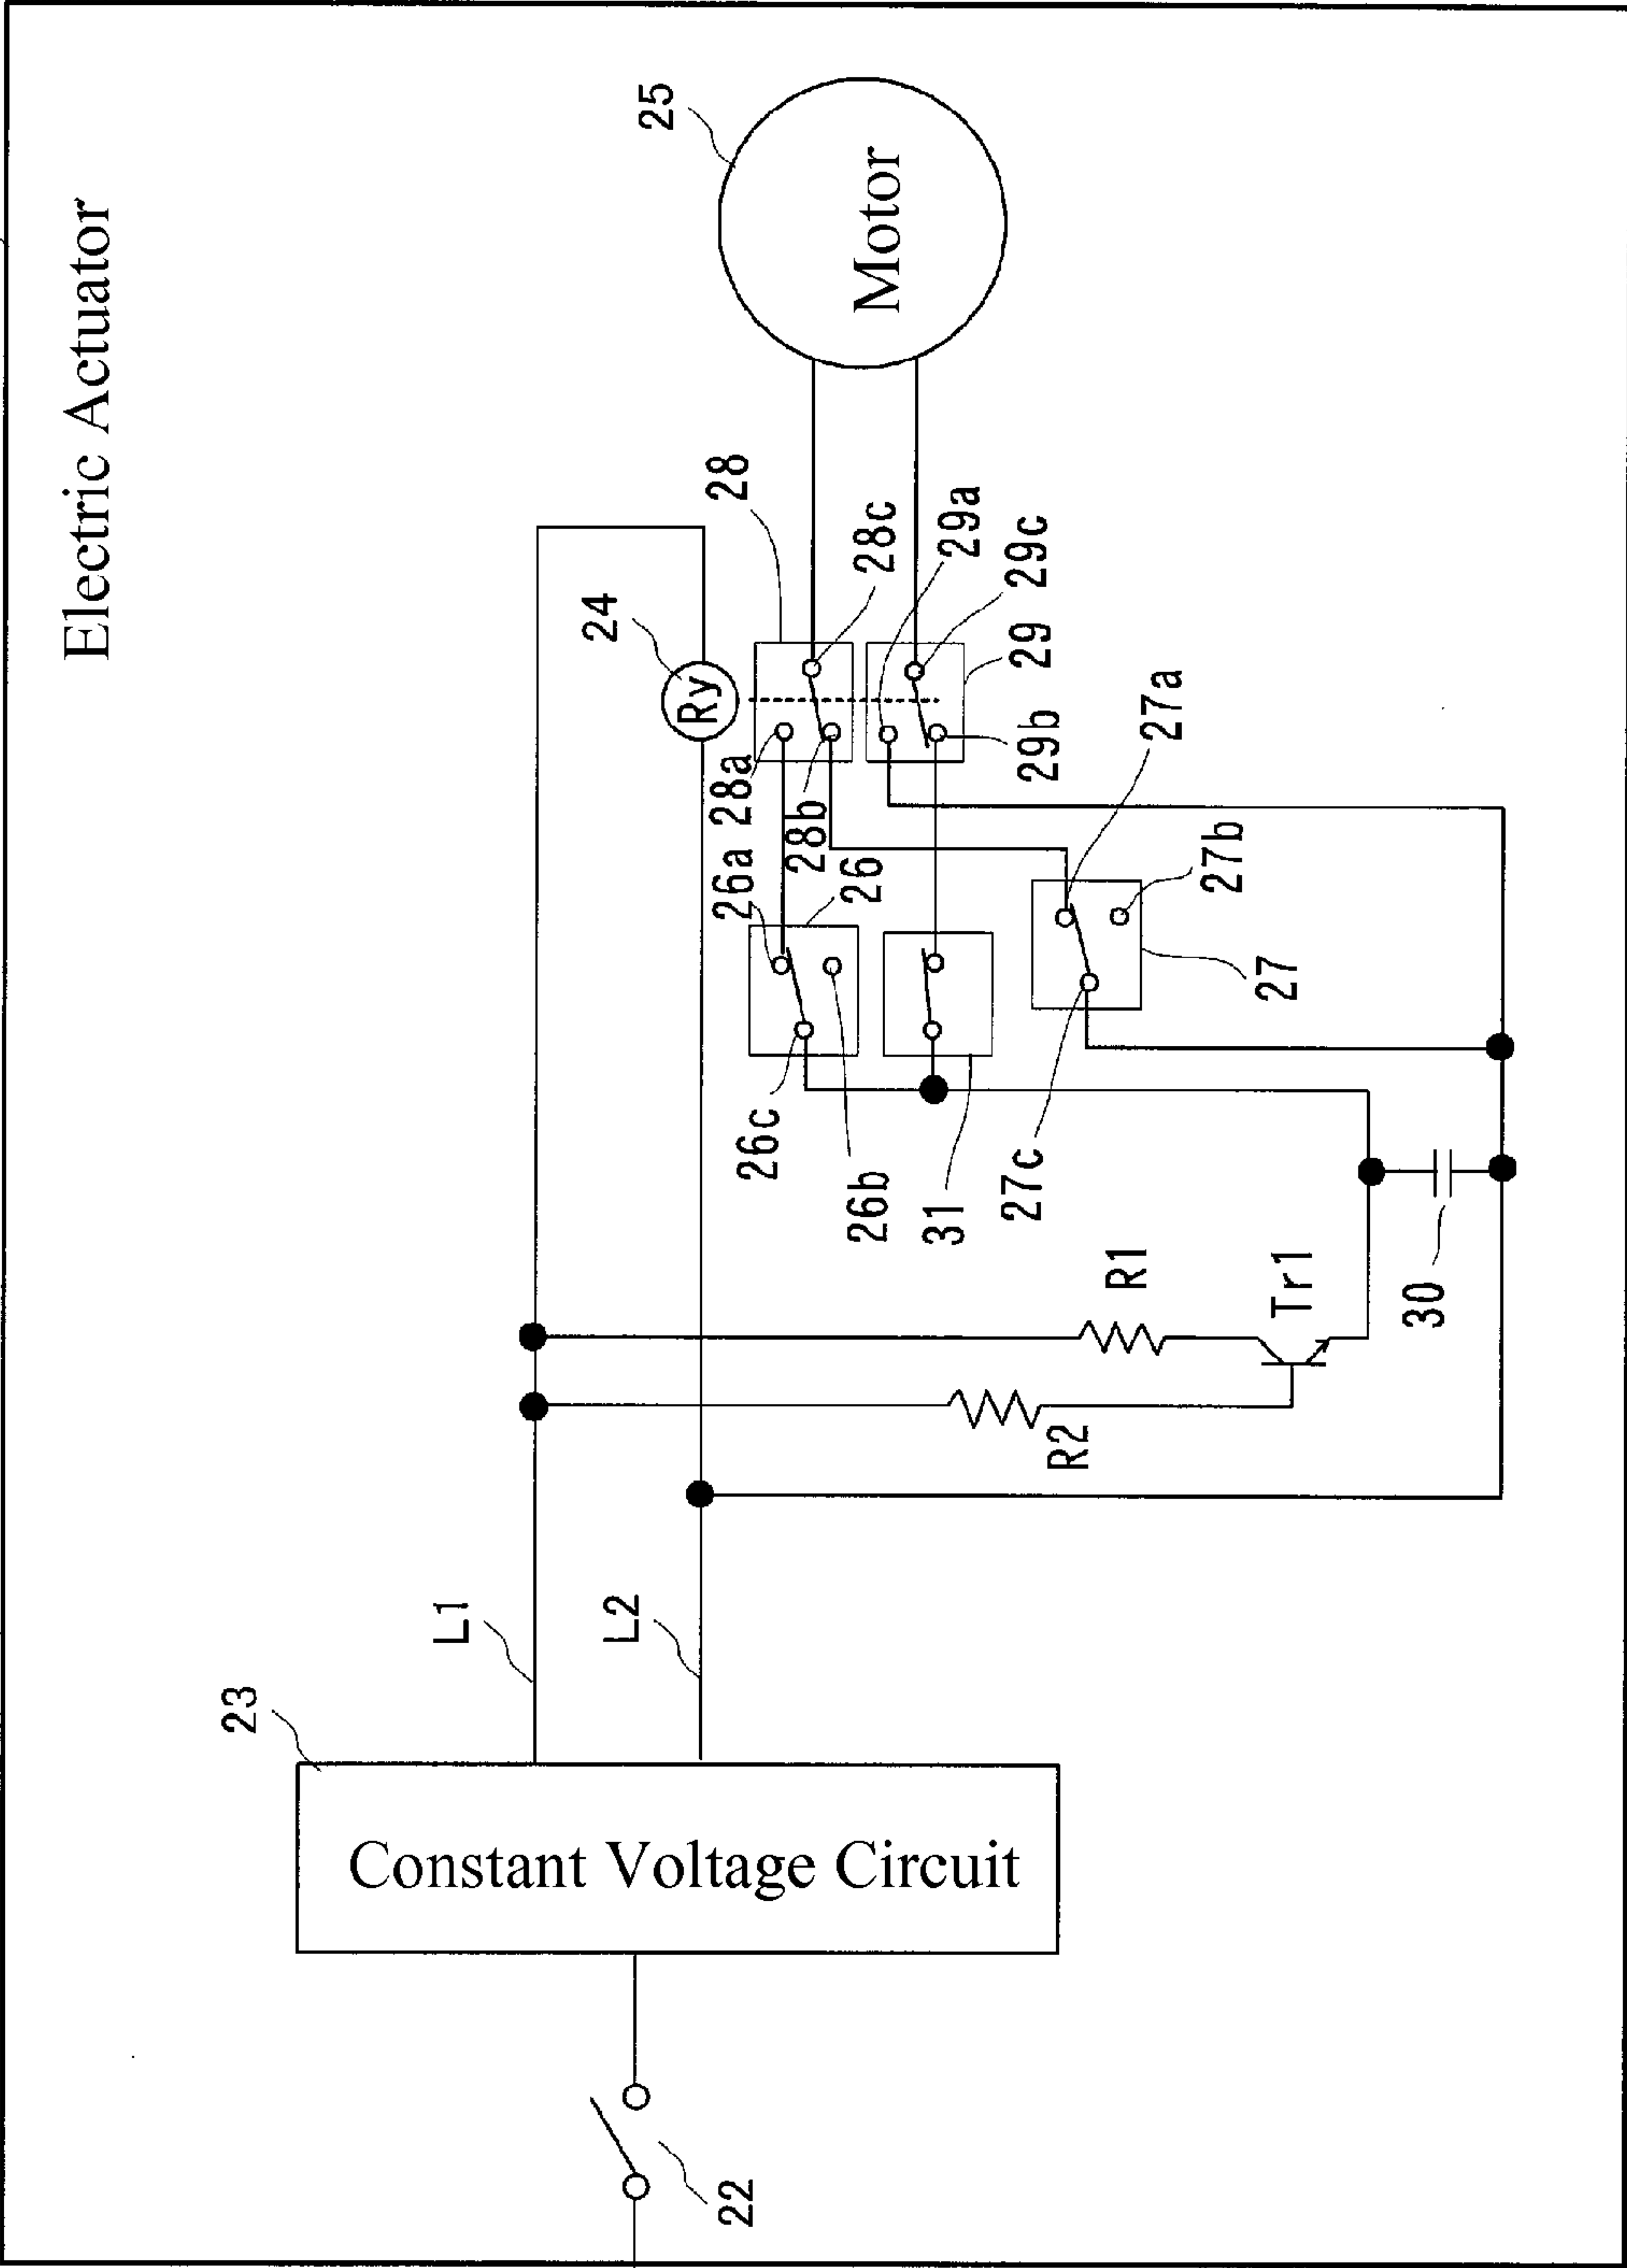 Electric Actuator
23
L1
L2
Constant Voltage Circuit
22
24
Ry
25
Motor
28
28a
28b
28c
29a
29c
29
29b
26a
26
26c
26b
31
27a
27b
27
27c
R1
R2
Tr1
30